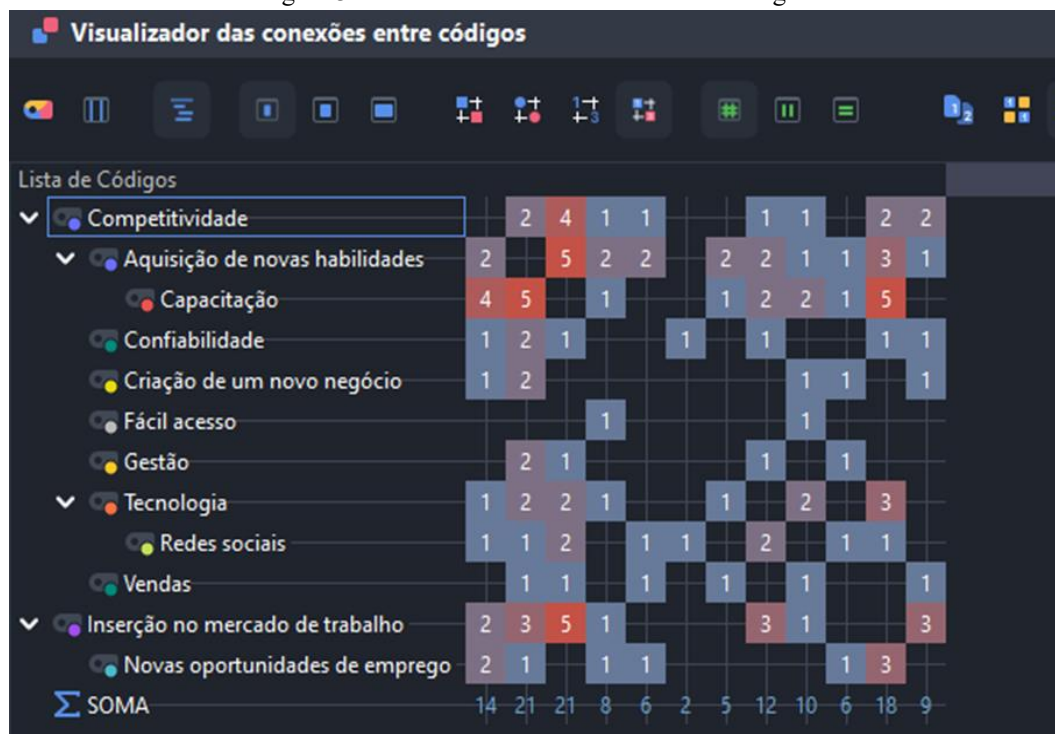 Visualizador das conexões entre códigos
Lista de Códigos
Competitividade 2 4 1 1 1 1 2 2
Aquisição de novas habilidades 2 5 2 2 2 2 1 1 3 1
Capacitação 4 5 1 1 2 2 1 5
Confiabilidade 1 2 1 1 1 1 1
Criação de um novo negócio 1 2 1 1 1
Fácil acesso 1 1
Gestão 2 1 1 1
Tecnologia 1 2 2 1 1 2 3
Redes sociais 1 1 2 1 1 2 1 1
Vendas 1 1 1 1 1 1
Inserção no mercado de trabalho 2 3 5 1 3 1 3
Novas oportunidades de emprego 2 1 1 1 1 3
Σ SOMA 14 21 21 8 6 2 5 12 10 6 18 9